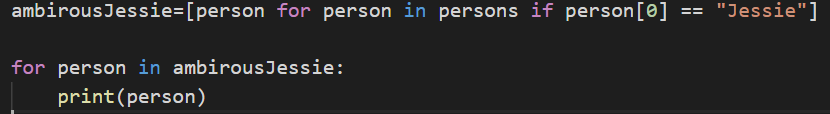 ambirousJessie=[person for person in persons if person[0] == "Jessie"]
for person in ambirousJessie:
    print(person)